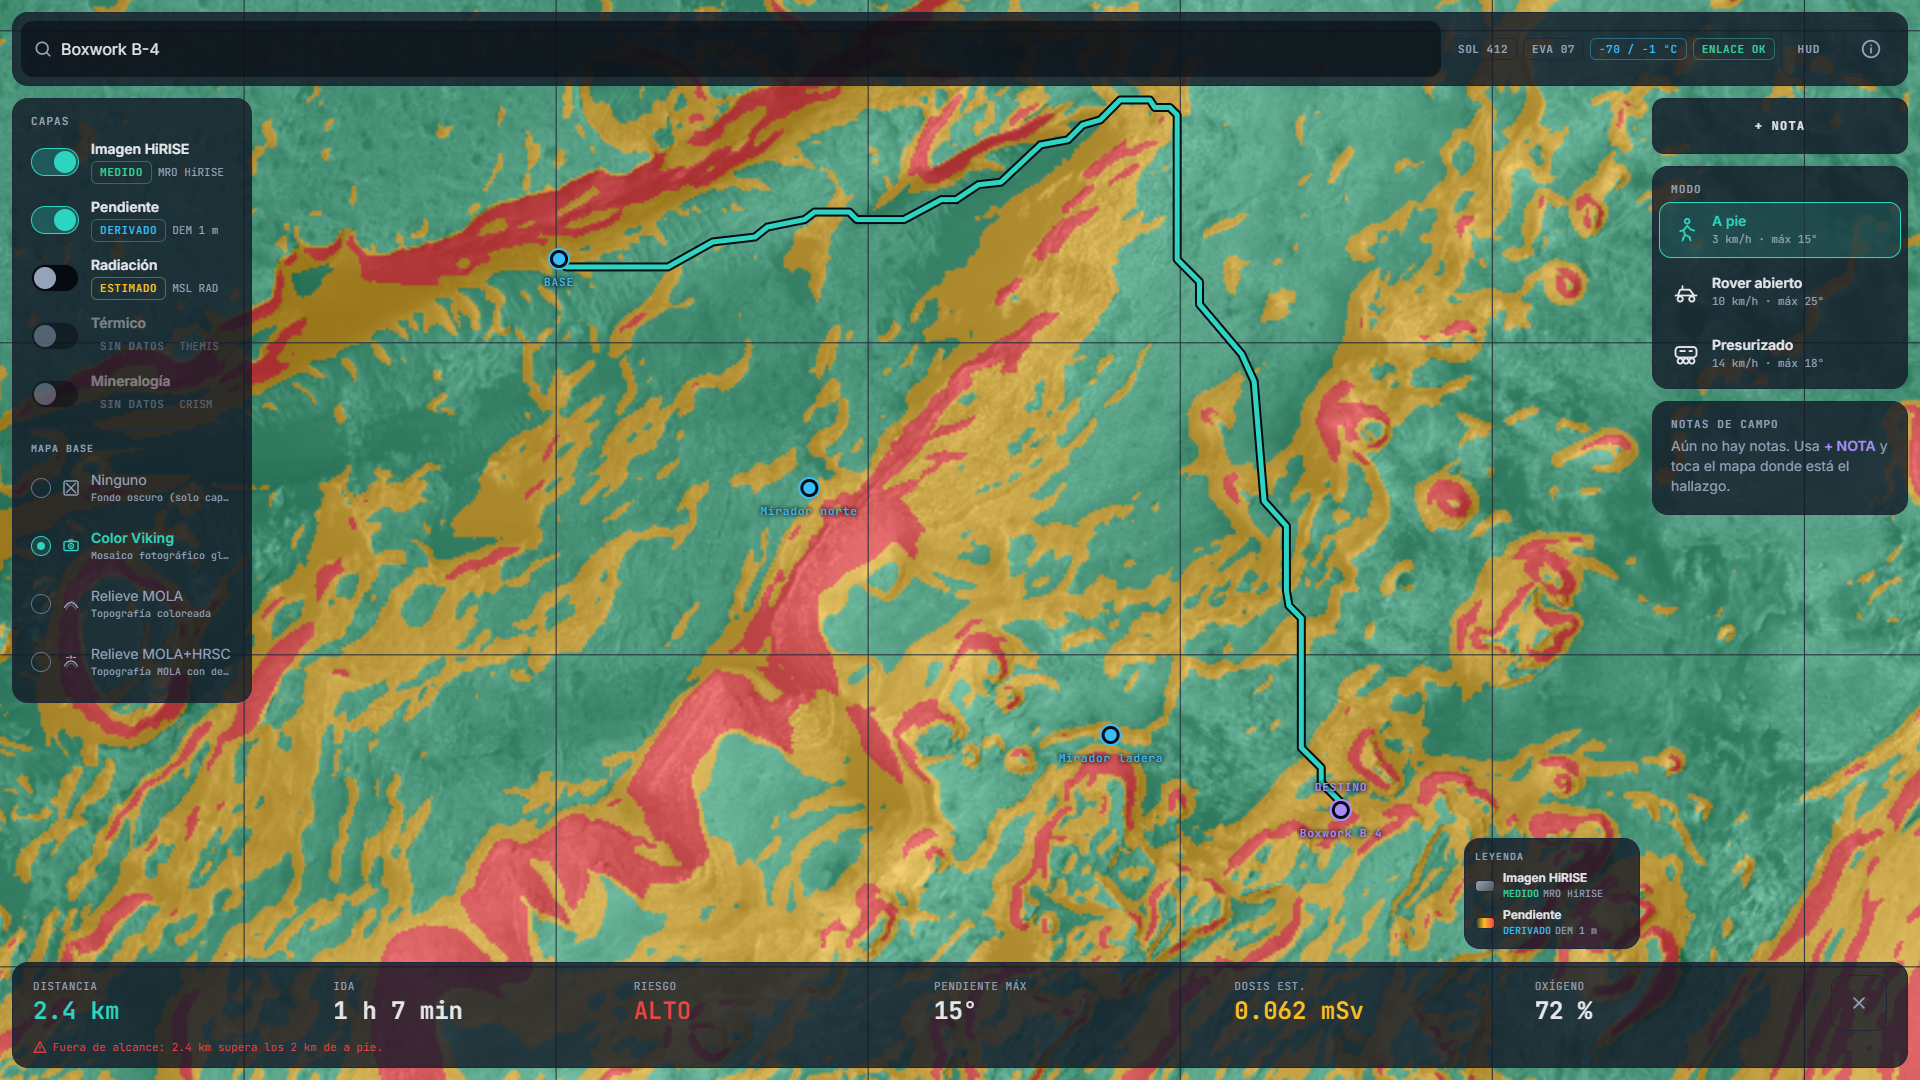 Boxwork B-4
SOL 412
EVA 07
-70 / -1 °C
ENLACE OK
HUD
CAPAS
Imagen HiRISE
MEDIDO MRO HiRISE
Pendiente
DERIVADO DEM 1 m
Radiación
ESTIMADO MSL RAD
Térmico
SIN DATOS THEMIS
Mineralogía
SIN DATOS CRISM
MAPA BASE
Ninguno
Fondo oscuro (solo cap…
Color Viking
Mosaico fotográfico gl…
Relieve MOLA
Topografía coloreada
Relieve MOLA+HRSC
Topografía MOLA con de…
BASE
Mirador norte
Mirador ladera
DESTINO
Boxwork B-4
+ NOTA
MODO
A pie
3 km/h · máx 15°
Rover abierto
10 km/h · máx 25°
Presurizado
14 km/h · máx 18°
NOTAS DE CAMPO
Aún no hay notas. Usa + NOTA y
toca el mapa donde está el
hallazgo.
LEYENDA
Imagen HiRISE
MEDIDO MRO HiRISE
Pendiente
DERIVADO DEM 1 m
DISTANCIA
2.4 km
IDA
1 h 7 min
RIESGO
ALTO
PENDIENTE MÁX
15°
DOSIS EST.
0.062 mSv
OXÍGENO
72 %
Fuera de alcance: 2.4 km supera los 2 km de a pie.